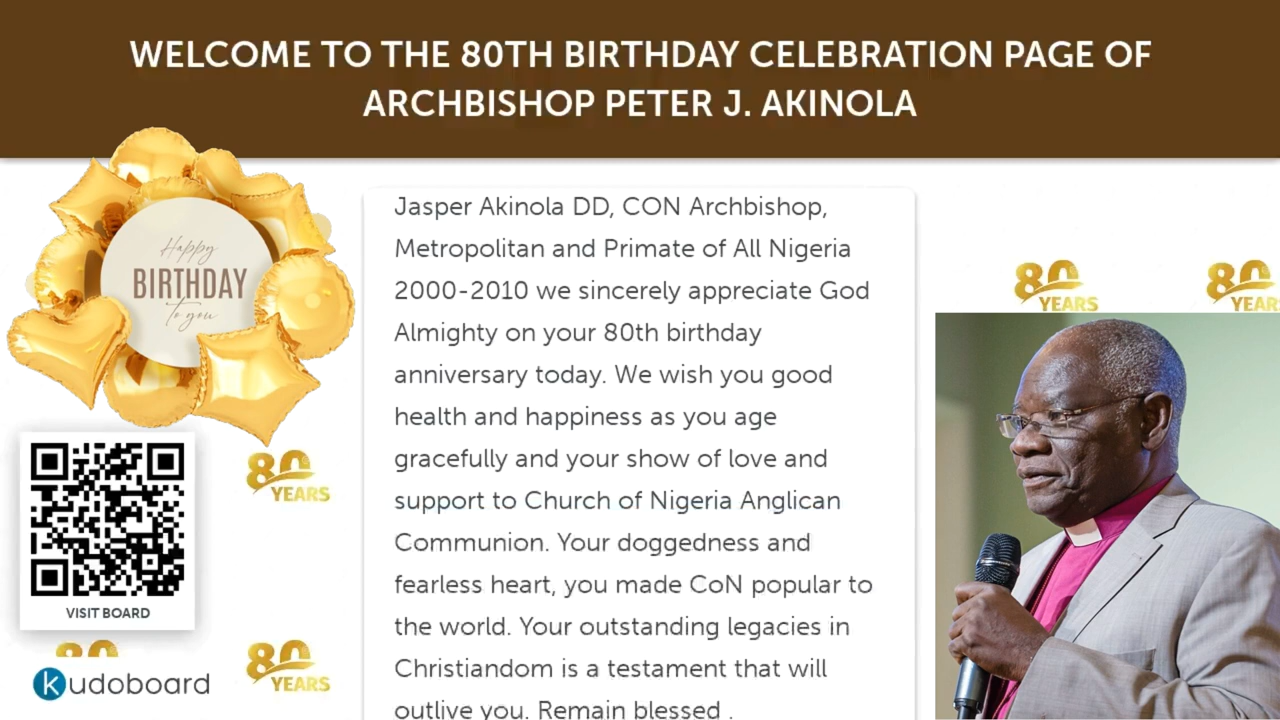 WELCOME TO THE 80TH BIRTHDAY CELEBRATION PAGE OF
ARCHBISHOP PETER J. AKINOLA
Happy
BIRTHDAY
To you
Jasper Akinola DD, CON Archbishop,
Metropolitan and Primate of All Nigeria
2000-2010 we sincerely appreciate God
Almighty on your 80th birthday
anniversary today. We wish you good
health and happiness as you age
gracefully and your show of love and
support to Church of Nigeria Anglican
Communion. Your doggedness and
fearless heart, you made CoN popular to
the world. Your outstanding legacies in
Christiandom is a testament that will
outlive you. Remain blessed .
80
YEARS
80
YEARS
80
YEARS
VISIT BOARD
80
80
YEARS
kudoboard